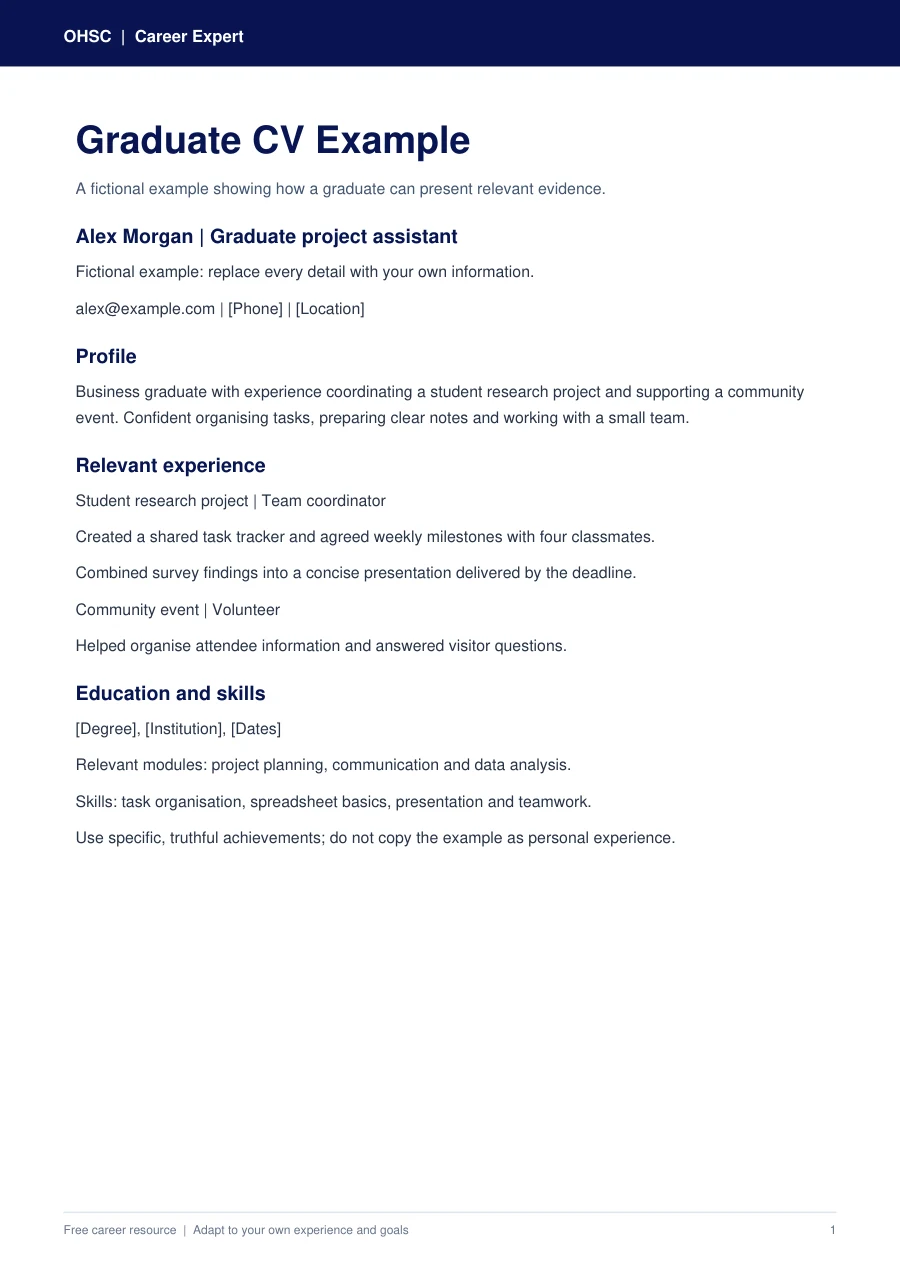 OHSC | Career Expert
Graduate CV Example
A fictional example showing how a graduate can present relevant evidence.
Alex Morgan | Graduate project assistant
Fictional example: replace every detail with your own information.
alex@example.com | [Phone] | [Location]
Profile
Business graduate with experience coordinating a student research project and supporting a community
event. Confident organising tasks, preparing clear notes and working with a small team.
Relevant experience
Student research project | Team coordinator
Created a shared task tracker and agreed weekly milestones with four classmates.
Combined survey findings into a concise presentation delivered by the deadline.
Community event | Volunteer
Helped organise attendee information and answered visitor questions.
Education and skills
[Degree], [Institution], [Dates]
Relevant modules: project planning, communication and data analysis.
Skills: task organisation, spreadsheet basics, presentation and teamwork.
Use specific, truthful achievements; do not copy the example as personal experience.
Free career resource | Adapt to your own experience and goals
1